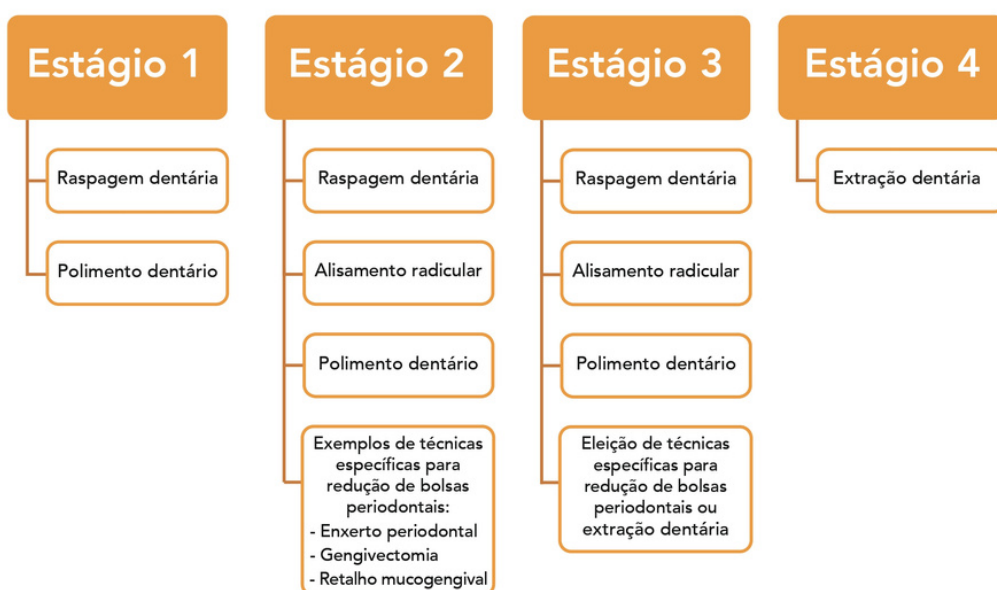 Estágio 1
Raspagem dentária
Polimento dentário
Estágio 2
Raspagem dentária
Alisamento radicular
Polimento dentário
Exemplos de técnicas
específicas para
redução de bolsas
periodontais:
- Enxerto periodontal
- Gengivectomia
- Retalho mucogengival
Estágio 3
Raspagem dentária
Alisamento radicular
Polimento dentário
Eleição de técnicas
específicas para
redução de bolsas
periodontais ou
extração dentária
Estágio 4
Extração dentária